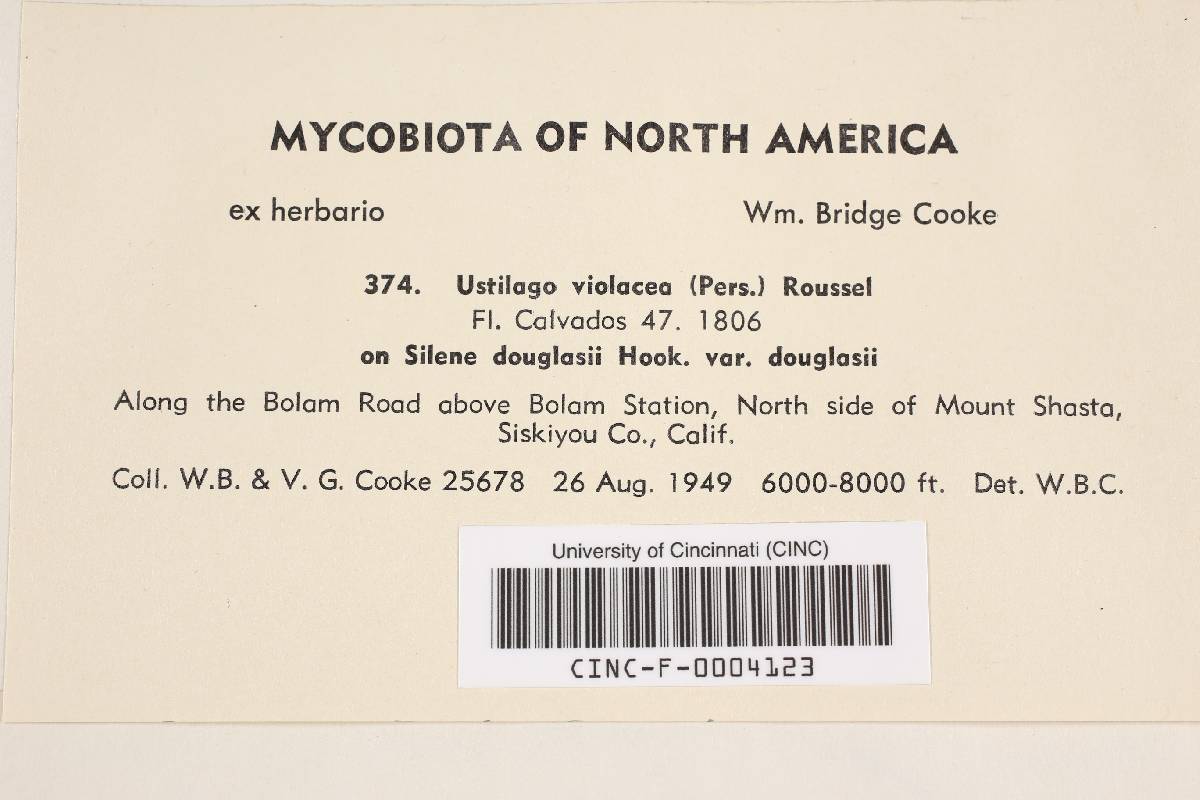 MYCOBIOTA OF NORTH AMERICA
ex herbario Wm. Bridge Cooke
374. Ustilago violacea (Pers.) Roussel
Fl. Calvados 47. 1806
on Silene douglasii Hook. var. douglasii
Along the Bolam Road above Bolam Station, North side of Mount Shasta,
Siskiyou Co., Calif.
Coll. W.B. & V. G. Cooke 25678 26 Aug. 1949 6000-8000 ft. Det. W.B.C.
University of Cincinnati (CINC)
CINC-F-0004123